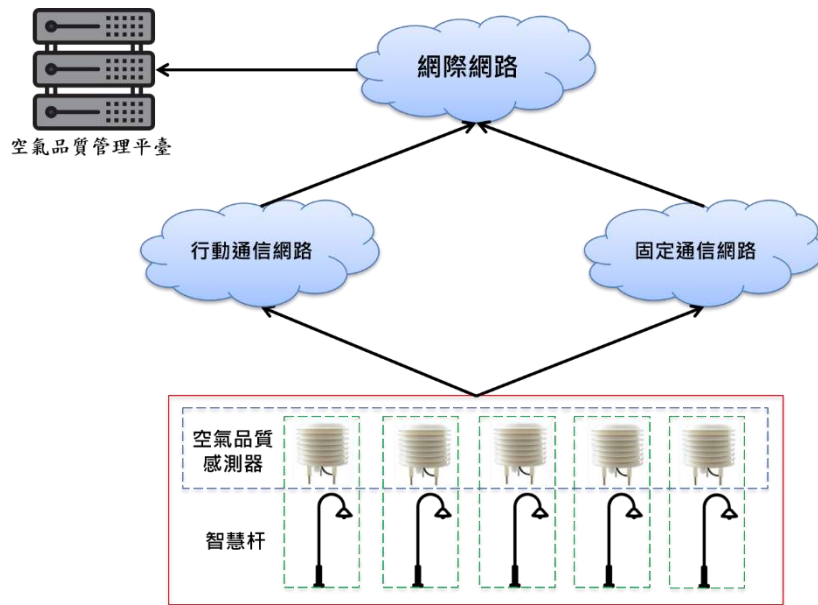 網際網路
空氣品質管理平臺
行動通信網路
固定通信網路
空氣品質
感測器
智慧杆